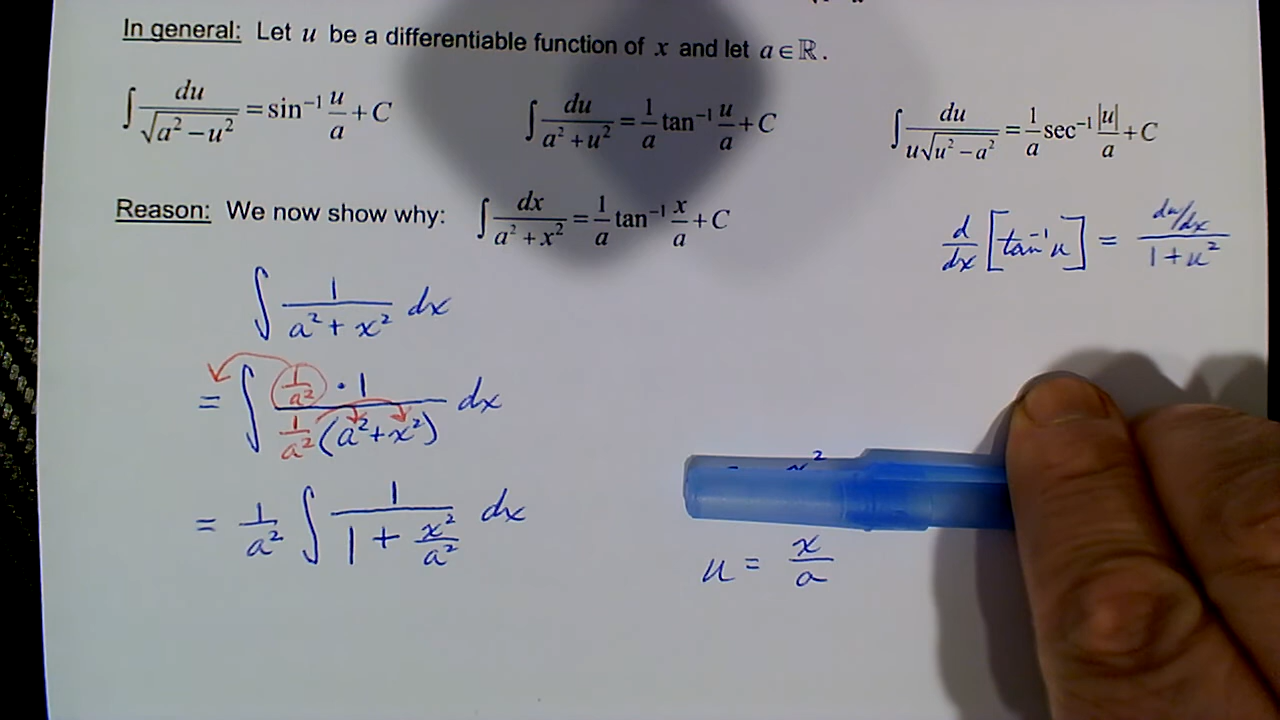 In general: Let u be a differentiable function of x and let a∈ℝ.
∫ du/√(a² − u²) = sin⁻¹ u/a + C
∫ du/(a² + u²) = 1/a tan⁻¹ u/a + C
∫ du/(u√(u² − a²)) = 1/a sec⁻¹ |u|/a + C
Reason: We now show why: ∫ dx/(a² + x²) = 1/a tan⁻¹ x/a + C
d/dx [tan⁻¹u] = (du/dx)/(1 + u²)
∫ 1/(a² + x²) dx
= ∫ (1/a² · 1)/(1/a² (a² + x²)) dx
= 1/a² ∫ 1/(1 + x²/a²) dx
u = x/a